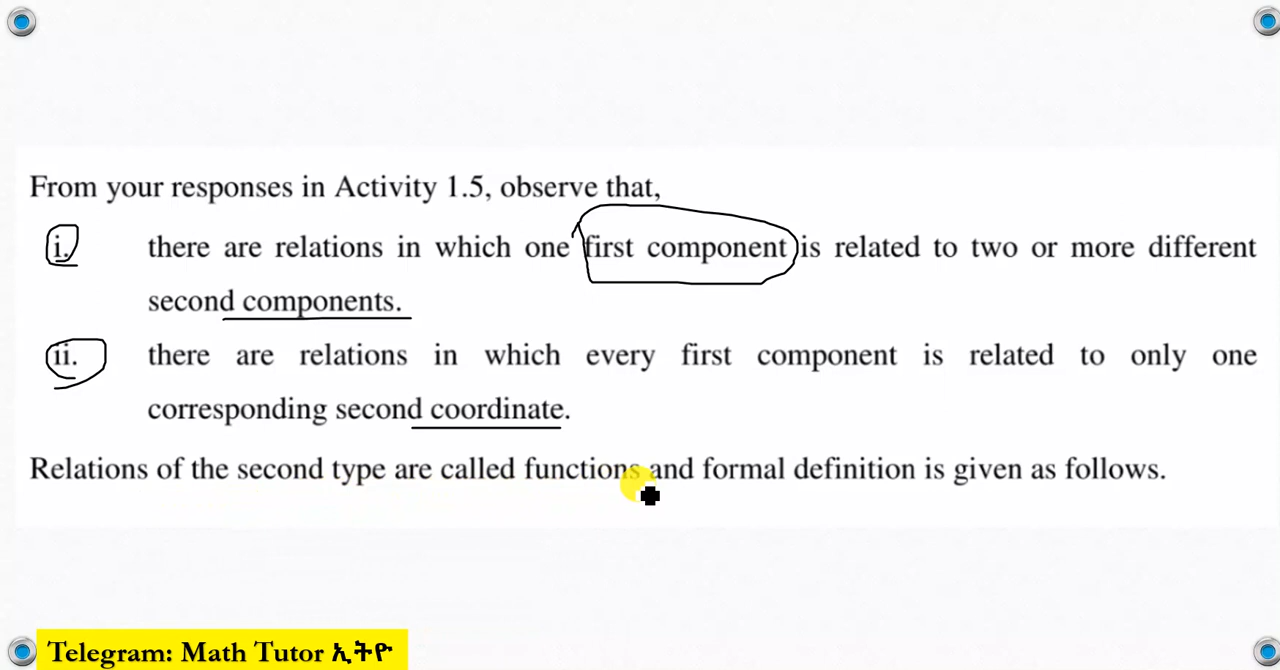 From your responses in Activity 1.5, observe that,
i. there are relations in which one first component is related to two or more different
second components.
ii. there are relations in which every first component is related to only one
corresponding second coordinate.
Relations of the second type are called functions and formal definition is given as follows.
Telegram: Math Tutor ኢትዮ